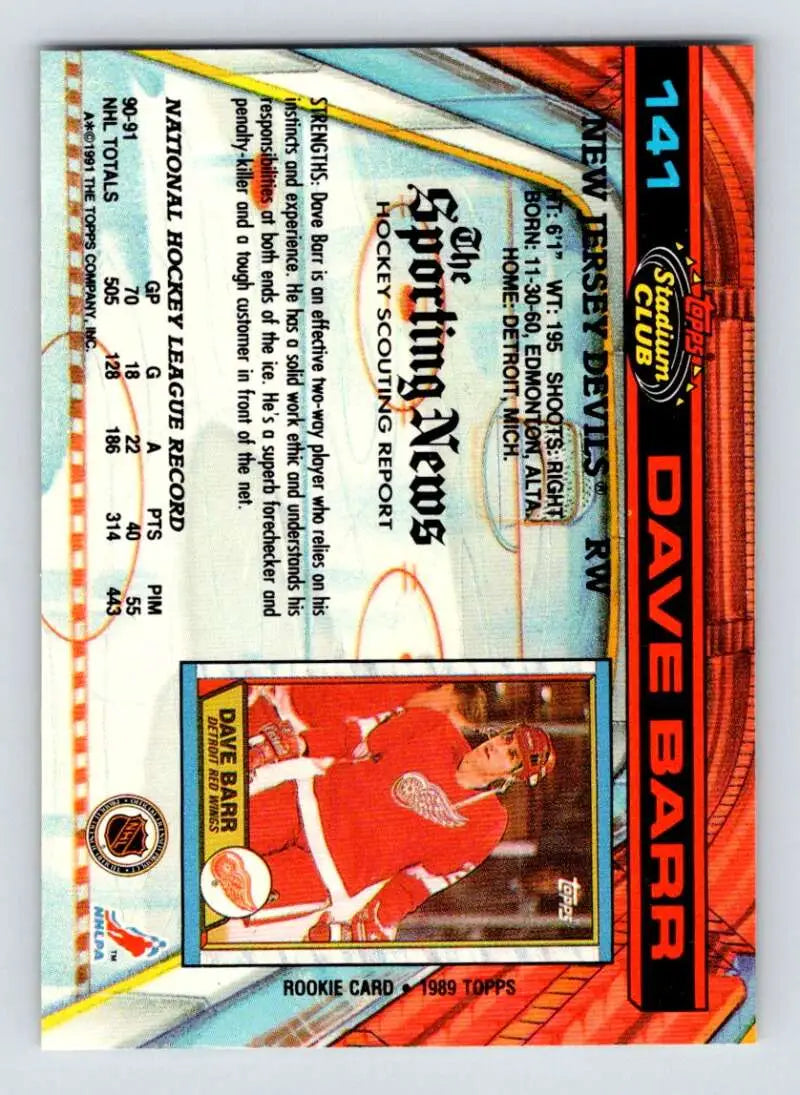 141
topps
Stadium
CLUB
DAVE BARR
NEW JERSEY DEVILS® RW
HT: 6'1" WT: 195 SHOOTS: RIGHT
BORN: 11-30-60, EDMONTON, ALTA.
HOME: DETROIT, MICH.
The
Sporting News
HOCKEY SCOUTING REPORT
STRENGTHS: Dave Barr is an effective two-way player who relies on his
instincts and experience. He has a solid work ethic and understands his
responsibilities at both ends of the ice. He's a superb forechecker and
penalty-killer and a tough customer in front of the net.
NATIONAL HOCKEY LEAGUE RECORD
GP G A PTS PIM
90-91 70 18 22 40 55
NHL TOTALS 505 128 186 314 443
A*©1991 THE TOPPS COMPANY, INC.
topps
DAVE BARR
DETROIT RED WINGS
ROOKIE CARD • 1989 TOPPS
NHL
NHLPA
TM